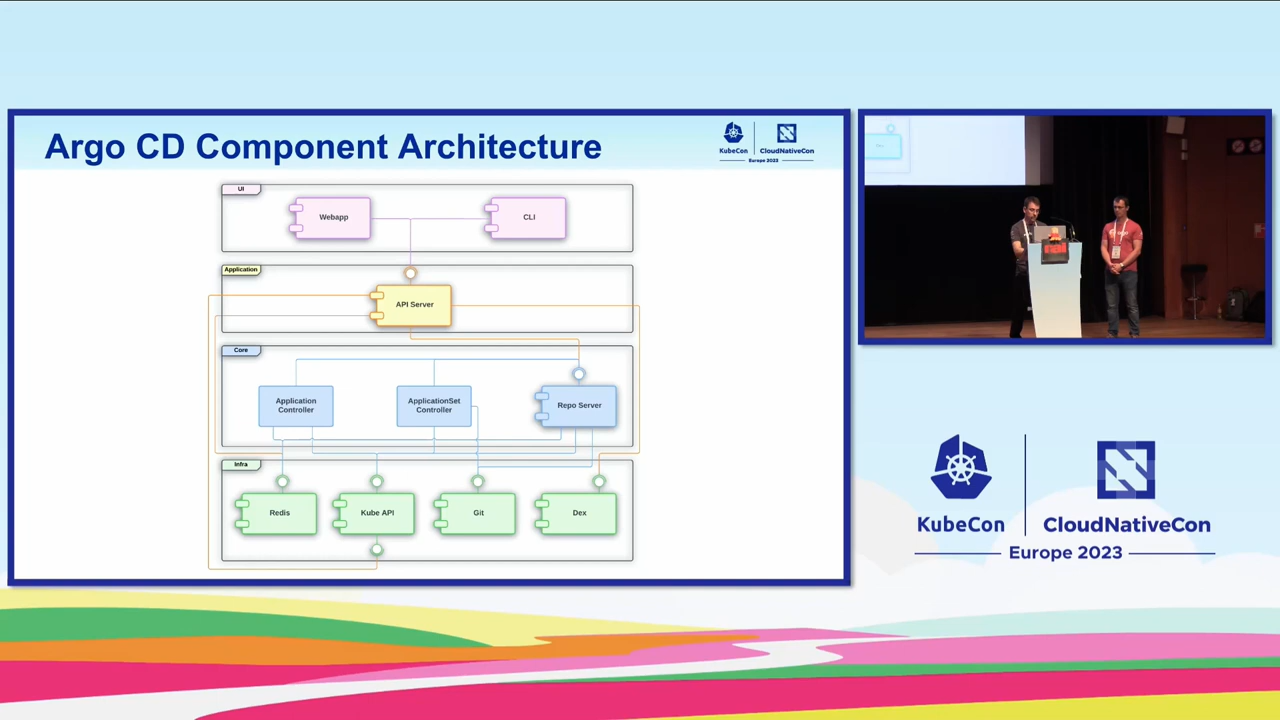 Argo CD Component Architecture
KubeCon
CloudNativeCon
Europe 2023
UI
Webapp
CLI
Application
API Server
Core
Application
Controller
ApplicationSet
Controller
Repo Server
Infra
Redis
Kube API
Git
Dex
KubeCon
CloudNativeCon
Europe 2023